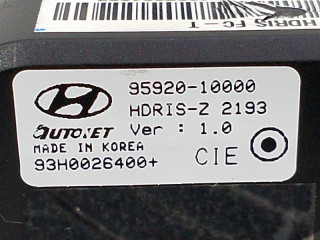 HDRIS FC-T
95920-10000
HDRIS-Z 2193
AUTONET
Ver : 1.0
MADE IN KOREA
93H0026400+
CIE